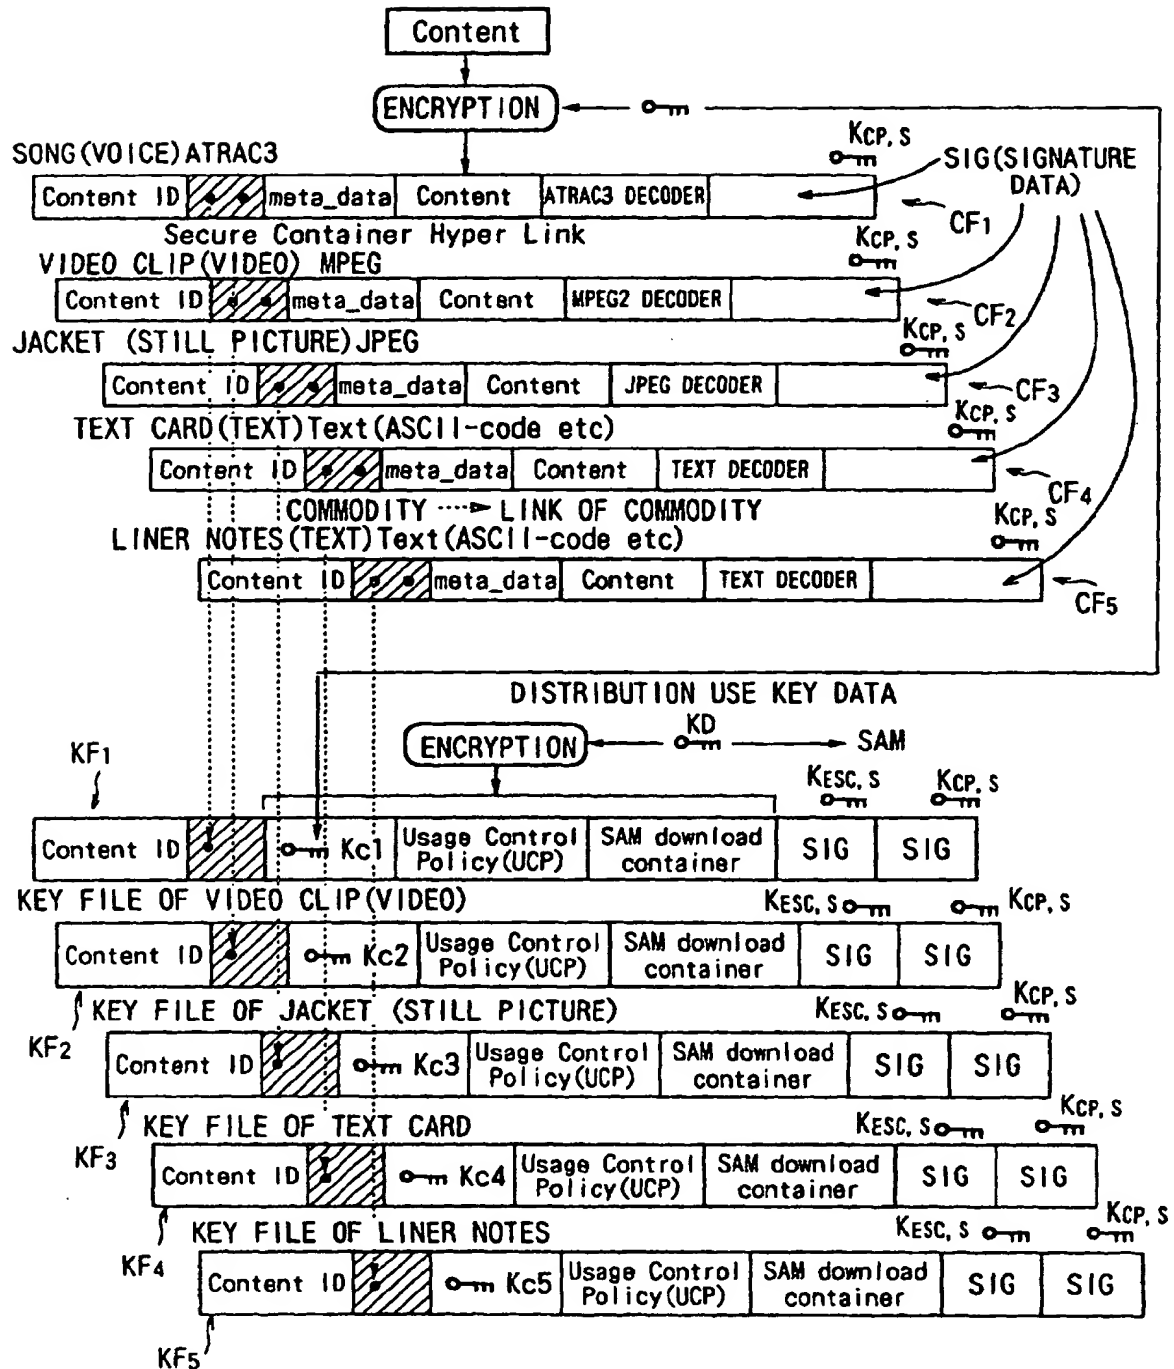 Content
ENCRYPTION
SONG(VOICE)ATRAC3
KCP, S
SIG(SIGNATURE DATA)
Content ID meta_data Content ATRAC3 DECODER
CF1
Secure Container Hyper Link
VIDEO CLIP(VIDEO) MPEG
KCP, S
Content ID meta_data Content MPEG2 DECODER
CF2
JACKET (STILL PICTURE)JPEG
KCP, S
Content ID meta_data Content JPEG DECODER
CF3
TEXT CARD(TEXT)Text(ASCII-code etc)
KCP, S
Content ID meta_data Content TEXT DECODER
CF4
COMMODITY LINK OF COMMODITY
LINER NOTES(TEXT)Text(ASCII-code etc)
KCP, S
Content ID meta_data Content TEXT DECODER
CF5
DISTRIBUTION USE KEY DATA
KF1
ENCRYPTION KD SAM
KESC, S KCP, S
Content ID Kc1 Usage Control Policy(UCP) SAM download container SIG SIG
KEY FILE OF VIDEO CLIP(VIDEO)
KESC, S KCP, S
Content ID Kc2 Usage Control Policy(UCP) SAM download container SIG SIG
KF2
KEY FILE OF JACKET (STILL PICTURE)
KESC, S KCP, S
Content ID Kc3 Usage Control Policy(UCP) SAM download container SIG SIG
KF3
KEY FILE OF TEXT CARD
KESC, S KCP, S
Content ID Kc4 Usage Control Policy(UCP) SAM download container SIG SIG
KF4
KEY FILE OF LINER NOTES
KESC, S KCP, S
Content ID Kc5 Usage Control Policy(UCP) SAM download container SIG SIG
KF5